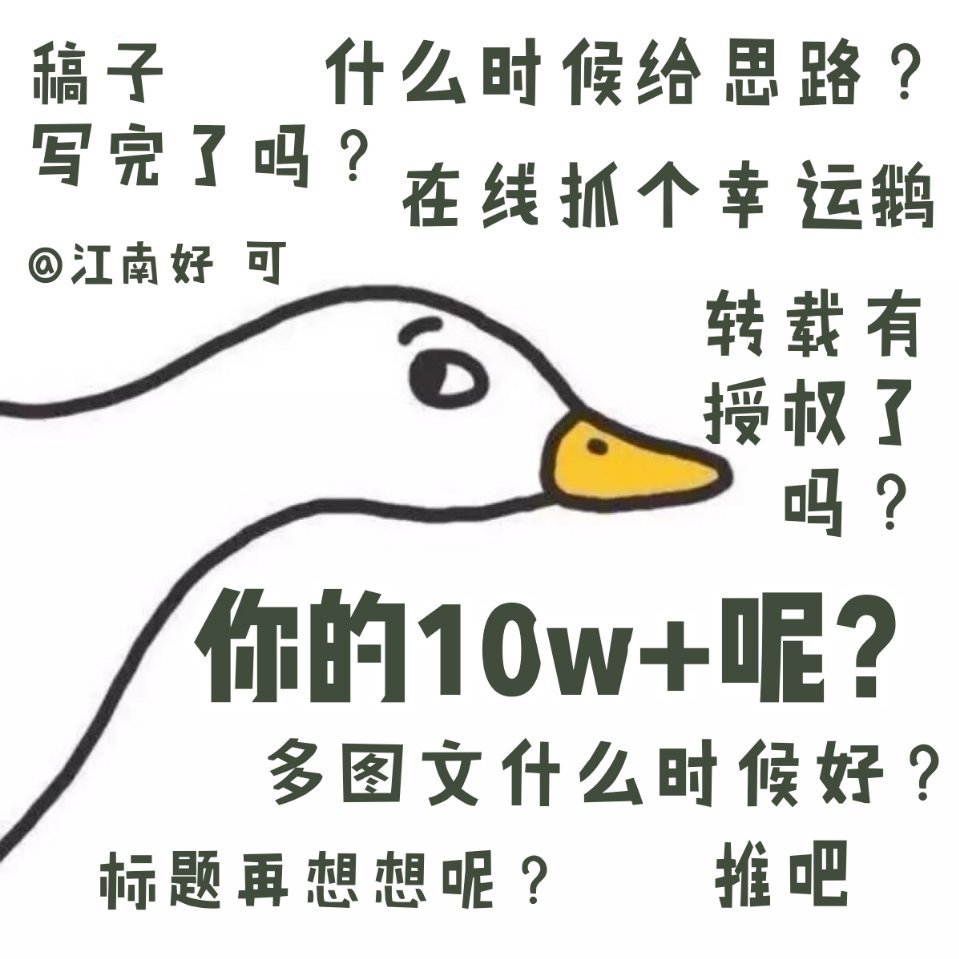 稿子
写完了吗？
什么时候给思路？
在线抓个幸运鹅
@江南好 可
转载有
授权了
吗？
你的10w+呢?
多图文什么时候好？
标题再想想呢？
推吧